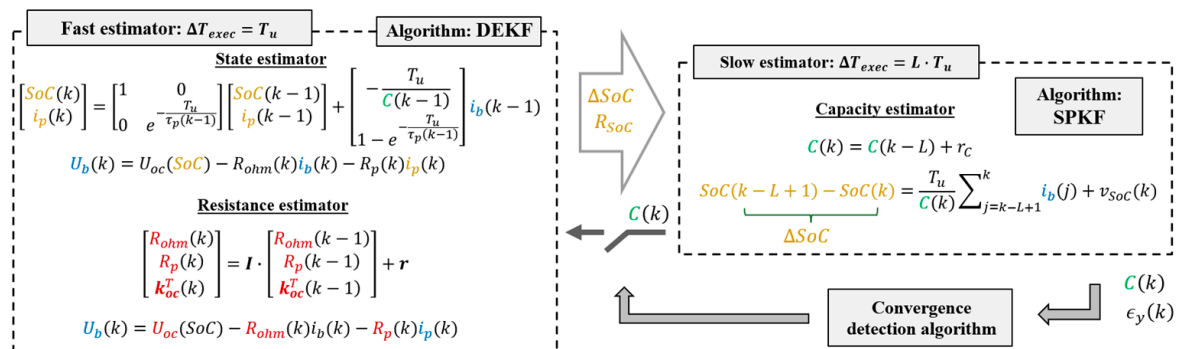 Fast estimator: ΔT_exec = T_u
Algorithm: DEKF
State estimator
[SoC(k); i_p(k)] = [1 0; 0 e^(-T_u/τ_p(k-1))] [SoC(k-1); i_p(k-1)] + [-T_u/C(k-1); 1 - e^(-T_u/τ_p(k-1))] i_b(k-1)
U_b(k) = U_oc(SoC) - R_ohm(k)i_b(k) - R_p(k)i_p(k)
Resistance estimator
[R_ohm(k); R_p(k); k_oc^T(k)] = I · [R_ohm(k-1); R_p(k-1); k_oc^T(k-1)] + r
U_b(k) = U_oc(SoC) - R_ohm(k)i_b(k) - R_p(k)i_p(k)
ΔSoC
R_SoC
C(k)
Slow estimator: ΔT_exec = L · T_u
Algorithm:
SPKF
Capacity estimator
C(k) = C(k - L) + r_C
SoC(k - L + 1) - SoC(k) = T_u/C(k) ∑_{j=k-L+1}^{k} i_b(j) + v_SoC(k)
ΔSoC
C(k)
ϵ_y(k)
Convergence
detection algorithm